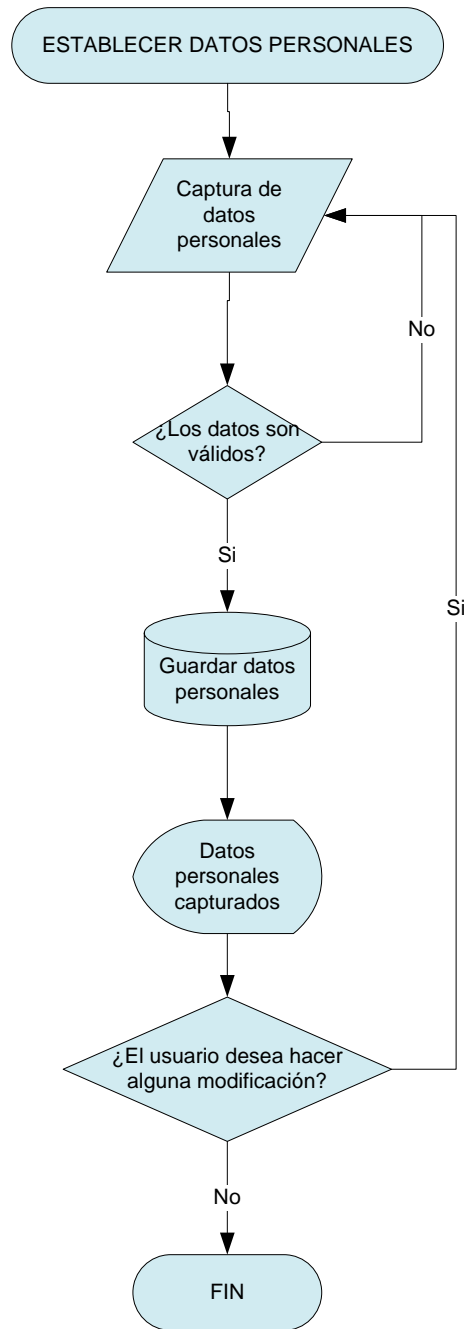 ESTABLECER DATOS PERSONALES
Captura de
datos
personales
No
¿Los datos son
válidos?
Si
Si
Guardar datos
personales
Datos
personales
capturados
¿El usuario desea hacer
alguna modificación?
No
FIN